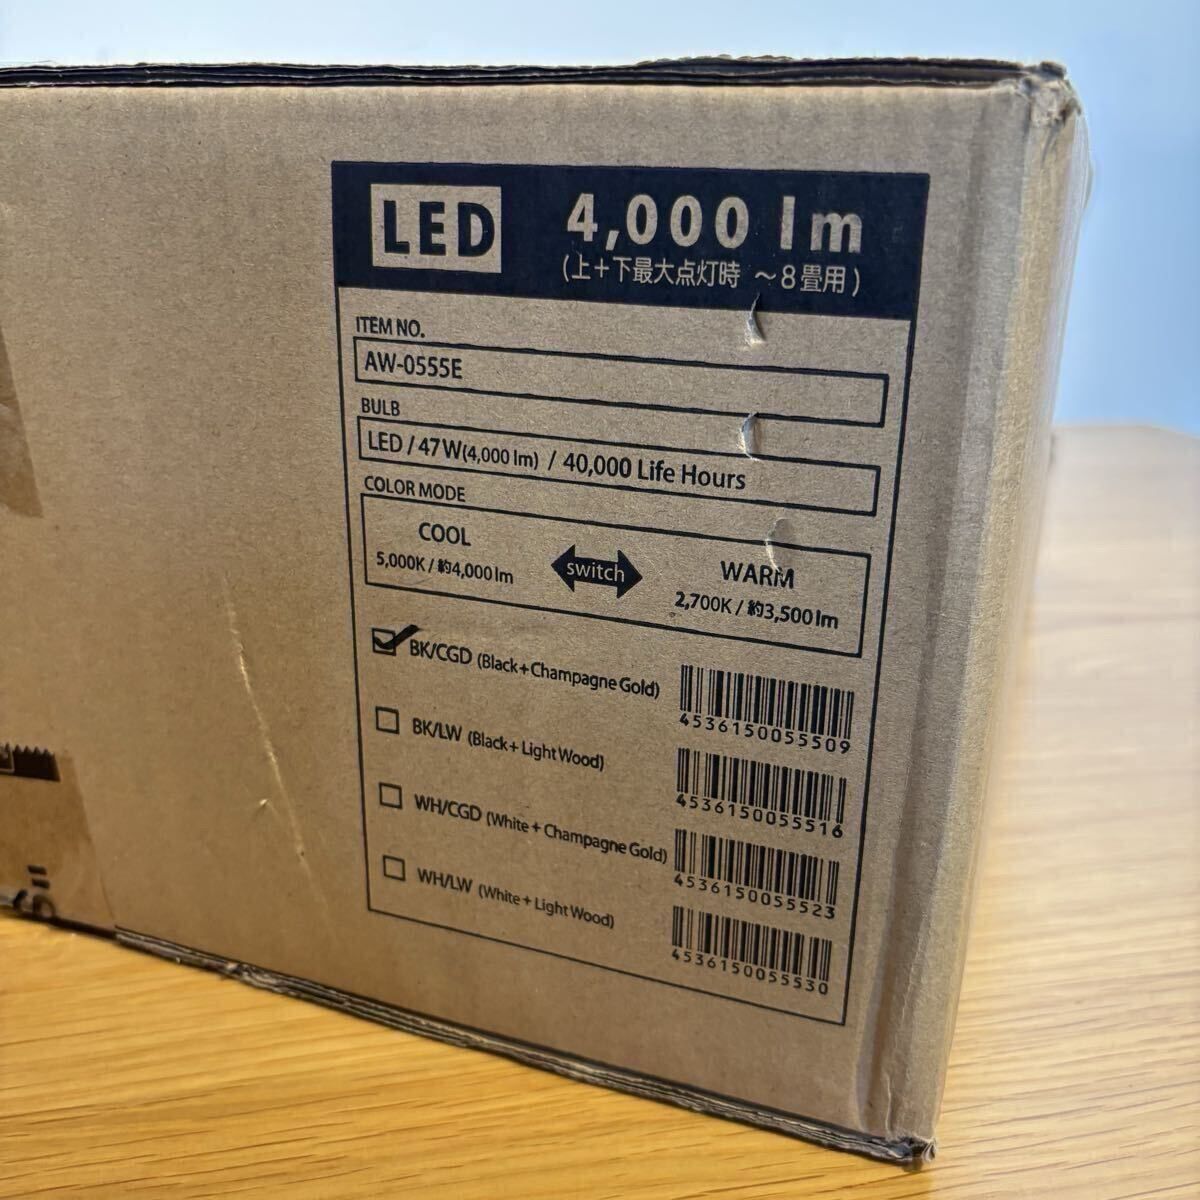 LED
4,000 lm
(上+下最大点灯時 ～8畳用)
ITEM NO.
AW-0555E
BULB
LED / 47W(4,000 lm) / 40,000 Life Hours
COLOR MODE
COOL
5,000K / 約4,000 lm
switch
WARM
2,700K / 約3,500 lm
BK/CGD (Black+Champagne Gold)
4536150055509
BK/LW (Black+Light Wood)
4536150055516
WH/CGD (White+Champagne Gold)
4536150055523
WH/LW (White+Light Wood)
4536150055530